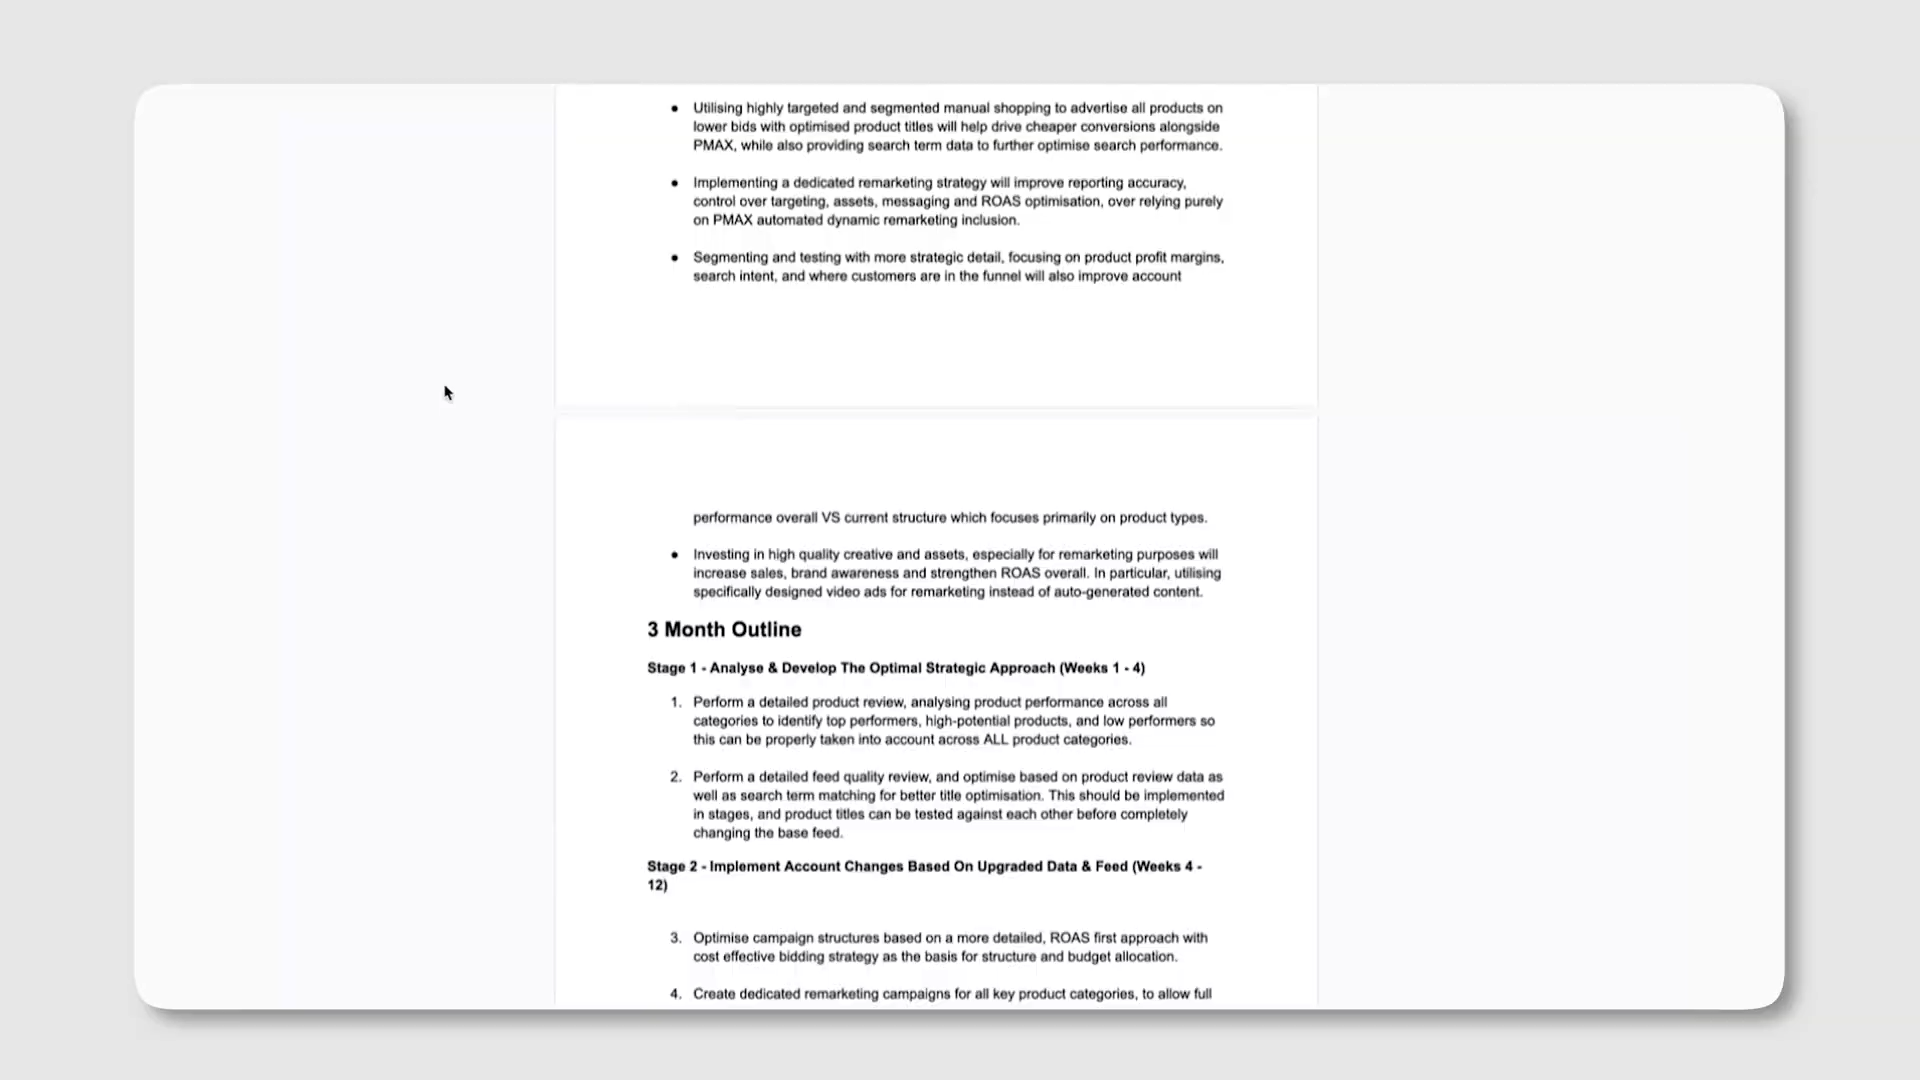 ● Utilising highly targeted and segmented manual shopping to advertise all products on
lower bids with optimised product titles will help drive cheaper conversions alongside
PMAX, while also providing search term data to further optimise search performance.
● Implementing a dedicated remarketing strategy will improve reporting accuracy,
control over targeting, assets, messaging and ROAS optimisation, over relying purely
on PMAX automated dynamic remarketing inclusion.
● Segmenting and testing with more strategic detail, focusing on product profit margins,
search intent, and where customers are in the funnel will also improve account
performance overall VS current structure which focuses primarily on product types.
● Investing in high quality creative and assets, especially for remarketing purposes will
increase sales, brand awareness and strengthen ROAS overall. In particular, utilising
specifically designed video ads for remarketing instead of auto-generated content.
3 Month Outline
Stage 1 - Analyse & Develop The Optimal Strategic Approach (Weeks 1 - 4)
1. Perform a detailed product review, analysing product performance across all
categories to identify top performers, high-potential products, and low performers so
this can be properly taken into account across ALL product categories.
2. Perform a detailed feed quality review, and optimise based on product review data as
well as search term matching for better title optimisation. This should be implemented
in stages, and product titles can be tested against each other before completely
changing the base feed.
Stage 2 - Implement Account Changes Based On Upgraded Data & Feed (Weeks 4 -
12)
3. Optimise campaign structures based on a more detailed, ROAS first approach with
cost effective bidding strategy as the basis for structure and budget allocation.
4. Create dedicated remarketing campaigns for all key product categories, to allow full